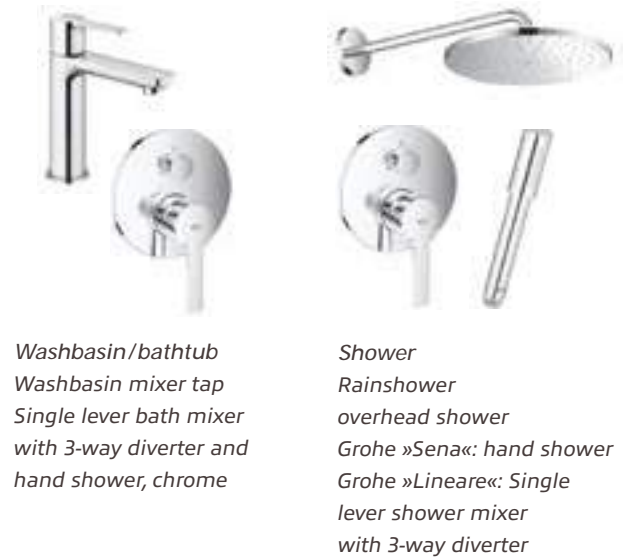 Washbasin/bathtub
Washbasin mixer tap
Single lever bath mixer
with 3-way diverter and
hand shower, chrome
Shower
Rainshower
overhead shower
Grohe »Sena«: hand shower
Grohe »Lineare«: Single
lever shower mixer
with 3-way diverter